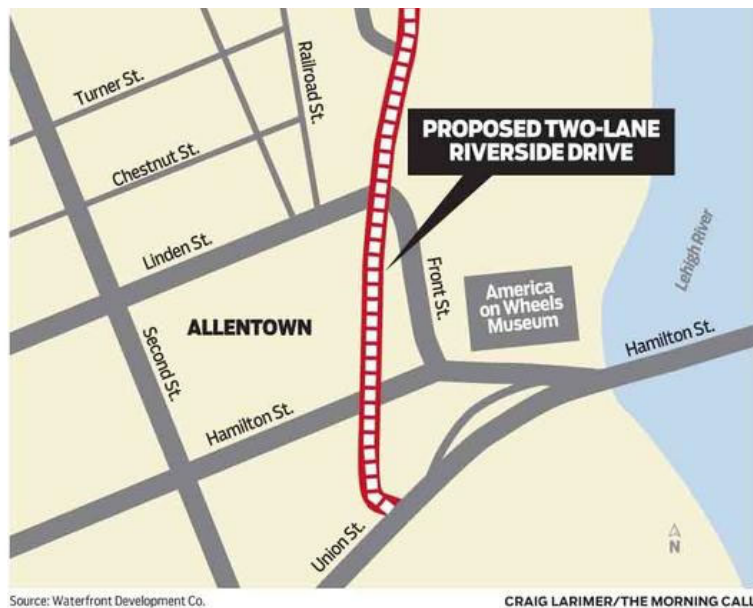 Turner St.
Railroad St.
PROPOSED TWO-LANE
RIVERSIDE DRIVE
Chestnut St.
Linden St.
Lehigh River
Front St.
America
on Wheels
Museum
ALLENTOWN
Second St.
Hamilton St.
Hamilton St.
Union St.
N
Source: Waterfront Development Co.
CRAIG LARIMER/THE MORNING CALL